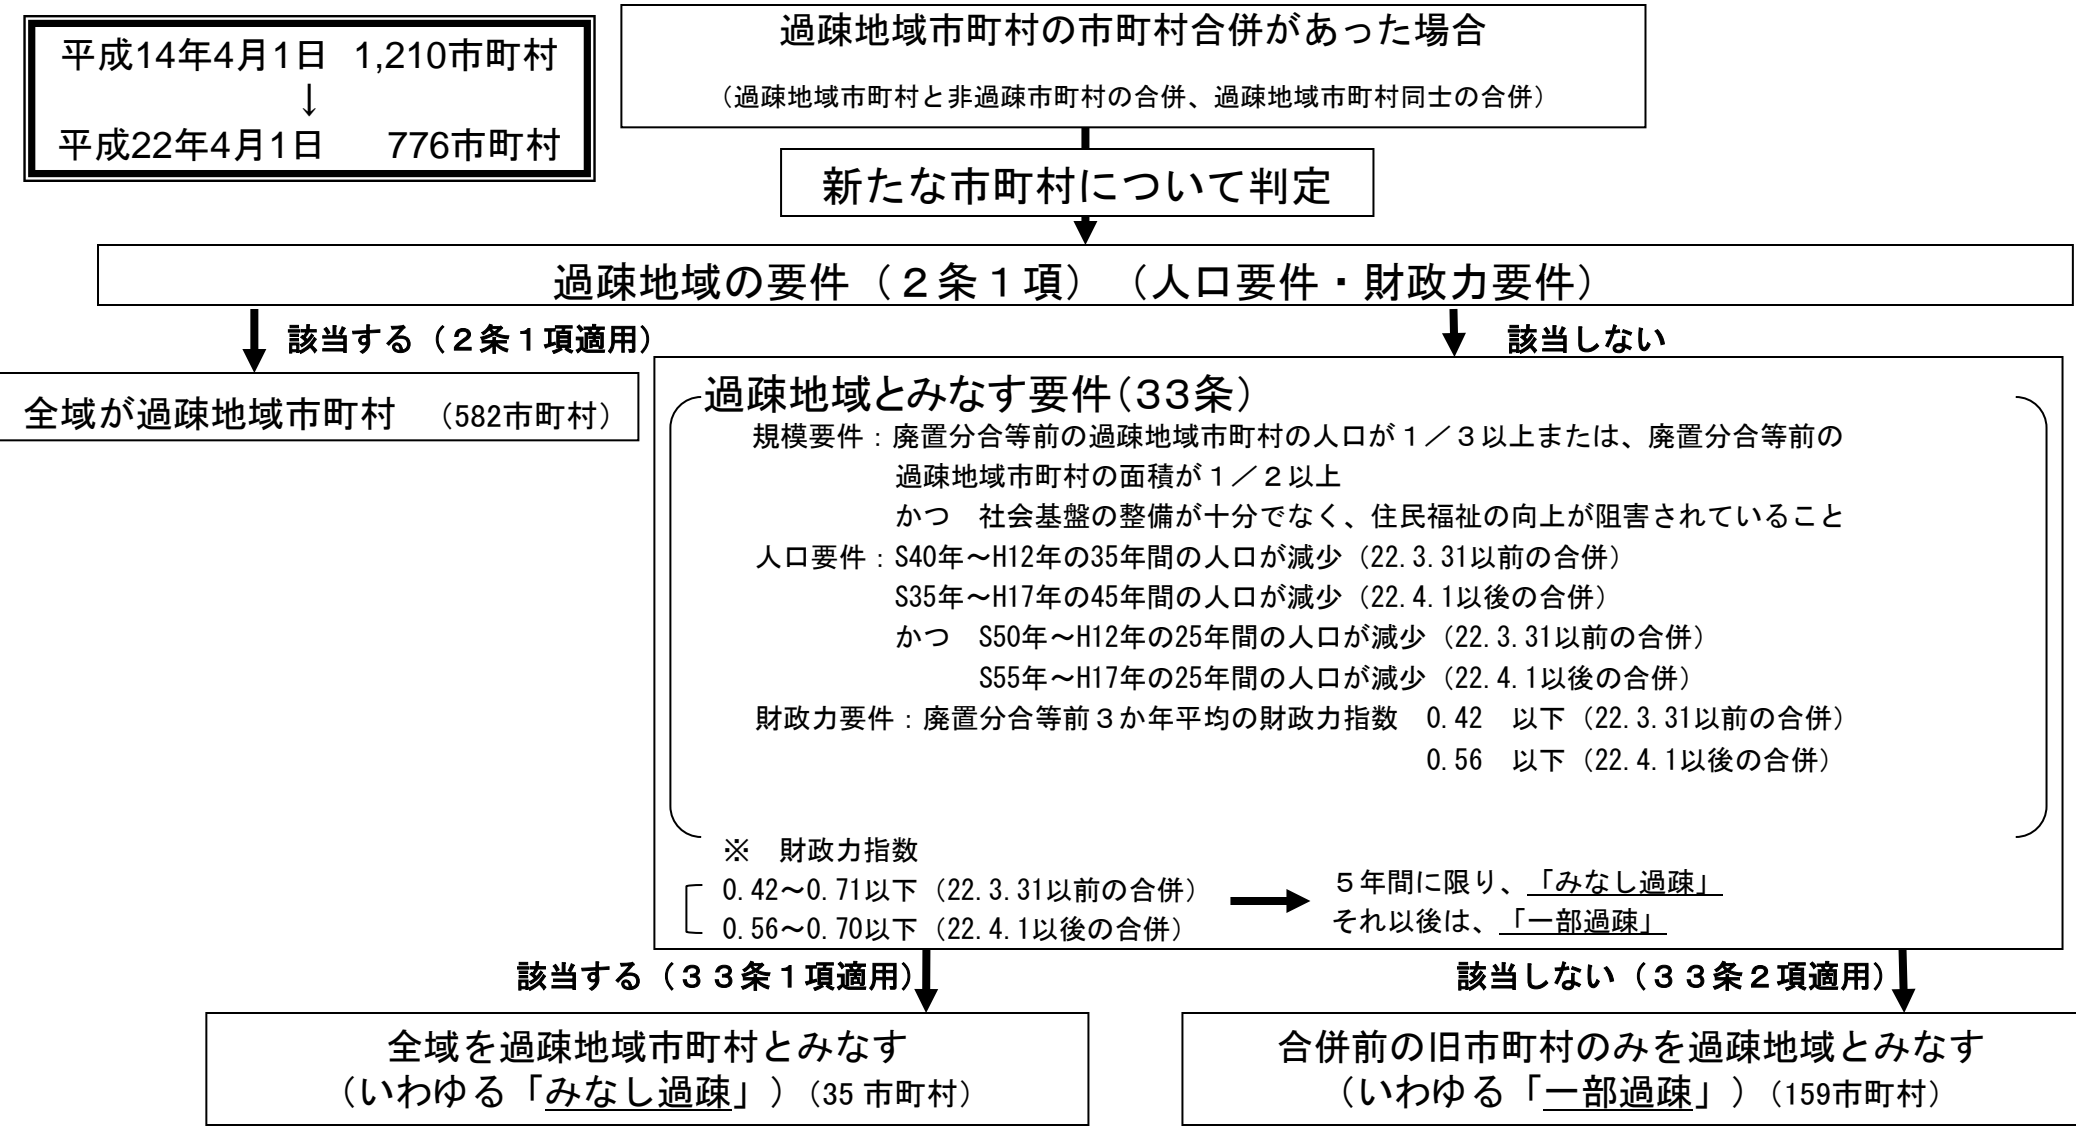 平成14年4月1日 1,210市町村
↓
平成22年4月1日 776市町村
過疎地域市町村の市町村合併があった場合
（過疎地域市町村と非過疎市町村の合併、過疎地域市町村同士の合併）
新たな市町村について判定
過疎地域の要件（２条１項）（人口要件・財政力要件）
該当する（２条１項適用）
該当しない
全域が過疎地域市町村 （582市町村）
過疎地域とみなす要件（33条）
規模要件：廃置分合等前の過疎地域市町村の人口が１／３以上または、廃置分合等前の
過疎地域市町村の面積が１／２以上
かつ　社会基盤の整備が十分でなく、住民福祉の向上が阻害されていること
人口要件：S40年～H12年の35年間の人口が減少（22.3.31以前の合併）
S35年～H17年の45年間の人口が減少（22.4.1以後の合併）
かつ　S50年～H12年の25年間の人口が減少（22.3.31以前の合併）
S55年～H17年の25年間の人口が減少（22.4.1以後の合併）
財政力要件：廃置分合等前３か年平均の財政力指数　0.42　以下（22.3.31以前の合併）
0.56　以下（22.4.1以後の合併）
※　財政力指数
0.42～0.71以下（22.3.31以前の合併）
0.56～0.70以下（22.4.1以後の合併）
５年間に限り、「みなし過疎」
それ以後は、「一部過疎」
該当する（３３条１項適用）
該当しない（３３条２項適用）
全域を過疎地域市町村とみなす
（いわゆる「みなし過疎」）（35 市町村）
合併前の旧市町村のみを過疎地域とみなす
（いわゆる「一部過疎」）（159市町村）